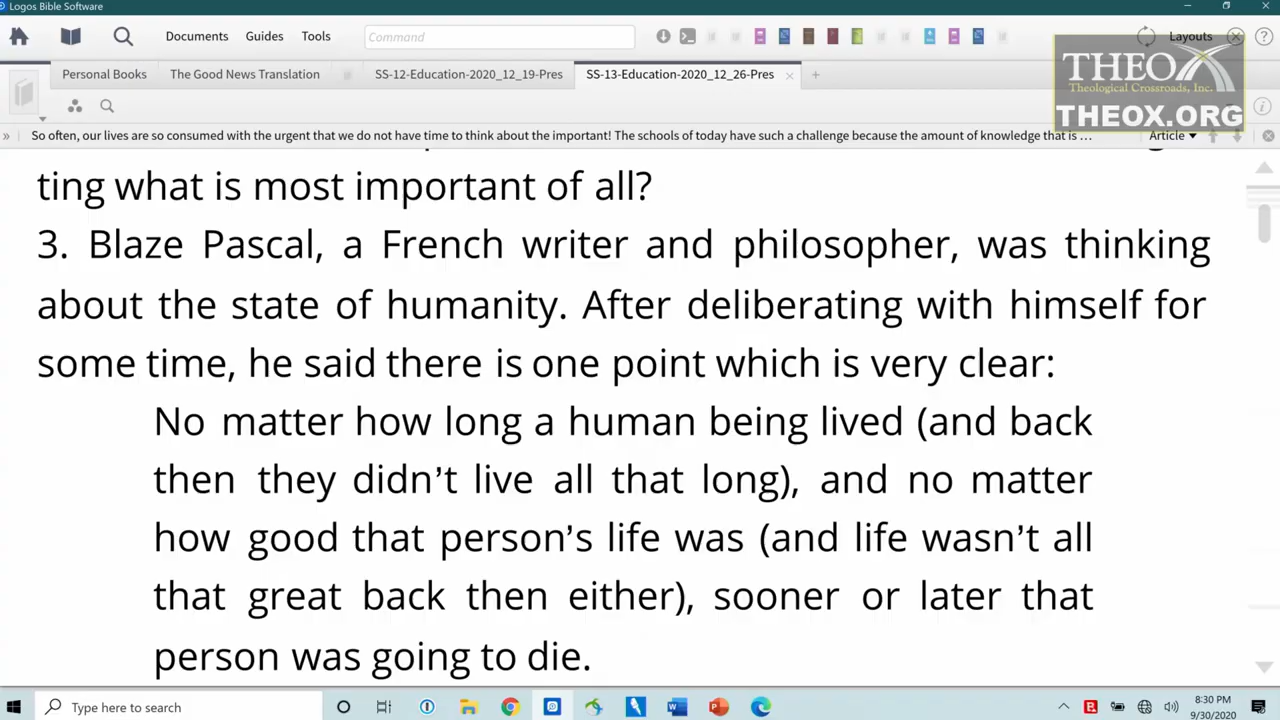 Logos Bible Software
Documents Guides Tools Command Layouts
Personal Books The Good News Translation SS-12-Education-2020_12_19-Pres SS-13-Education-2020_12_26-Pres
THEOX
Theological Crossroads, Inc.
THEOX.ORG
So often, our lives are so consumed with the urgent that we do not have time to think about the important! The schools of today have such a challenge because the amount of knowledge that is ... Article
ting what is most important of all?
3. Blaze Pascal, a French writer and philosopher, was thinking
about the state of humanity. After deliberating with himself for
some time, he said there is one point which is very clear:
No matter how long a human being lived (and back
then they didn't live all that long), and no matter
how good that person's life was (and life wasn't all
that great back then either), sooner or later that
person was going to die.
Type here to search
8:30 PM
9/30/2020